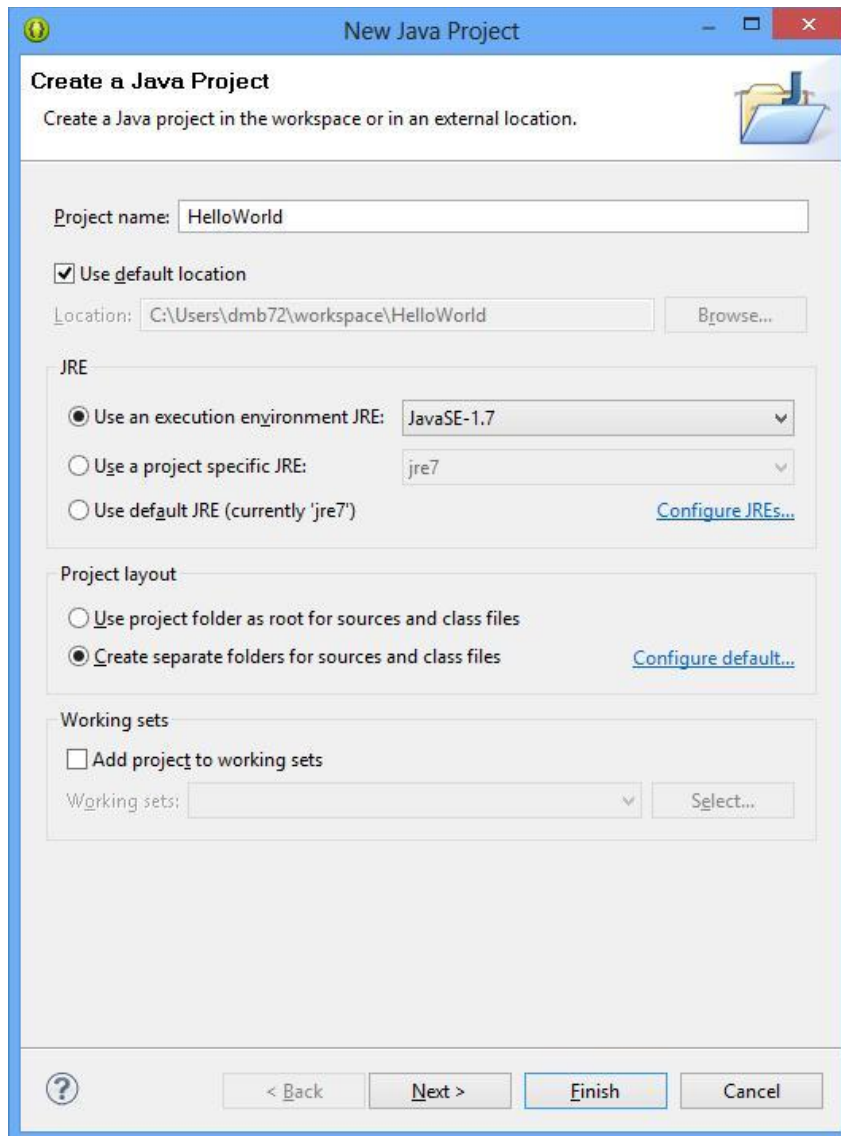 New Java Project
Create a Java Project
Create a Java project in the workspace or in an external location.
Project name: HelloWorld
Use default location
Location: C:\Users\dmb72\workspace\HelloWorld Browse...
JRE
Use an execution environment JRE: JavaSE-1.7
Use a project specific JRE: jre7
Use default JRE (currently 'jre7') Configure JREs...
Project layout
Use project folder as root for sources and class files
Create separate folders for sources and class files Configure default...
Working sets
Add project to working sets
Working sets: Select...
< Back Next > Finish Cancel